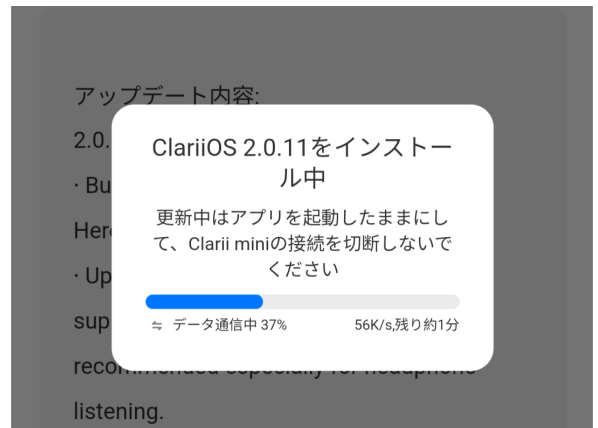 アップデート内容:
2.0.
ClariiOS 2.0.11をインストー
ル中
· Bu
更新中はアプリを起動したままにし
Her
て、Clarii miniの接続を切断しないで
ください
· Up
sup
データ通信中 37% 56K/s,残り約1分
listening.